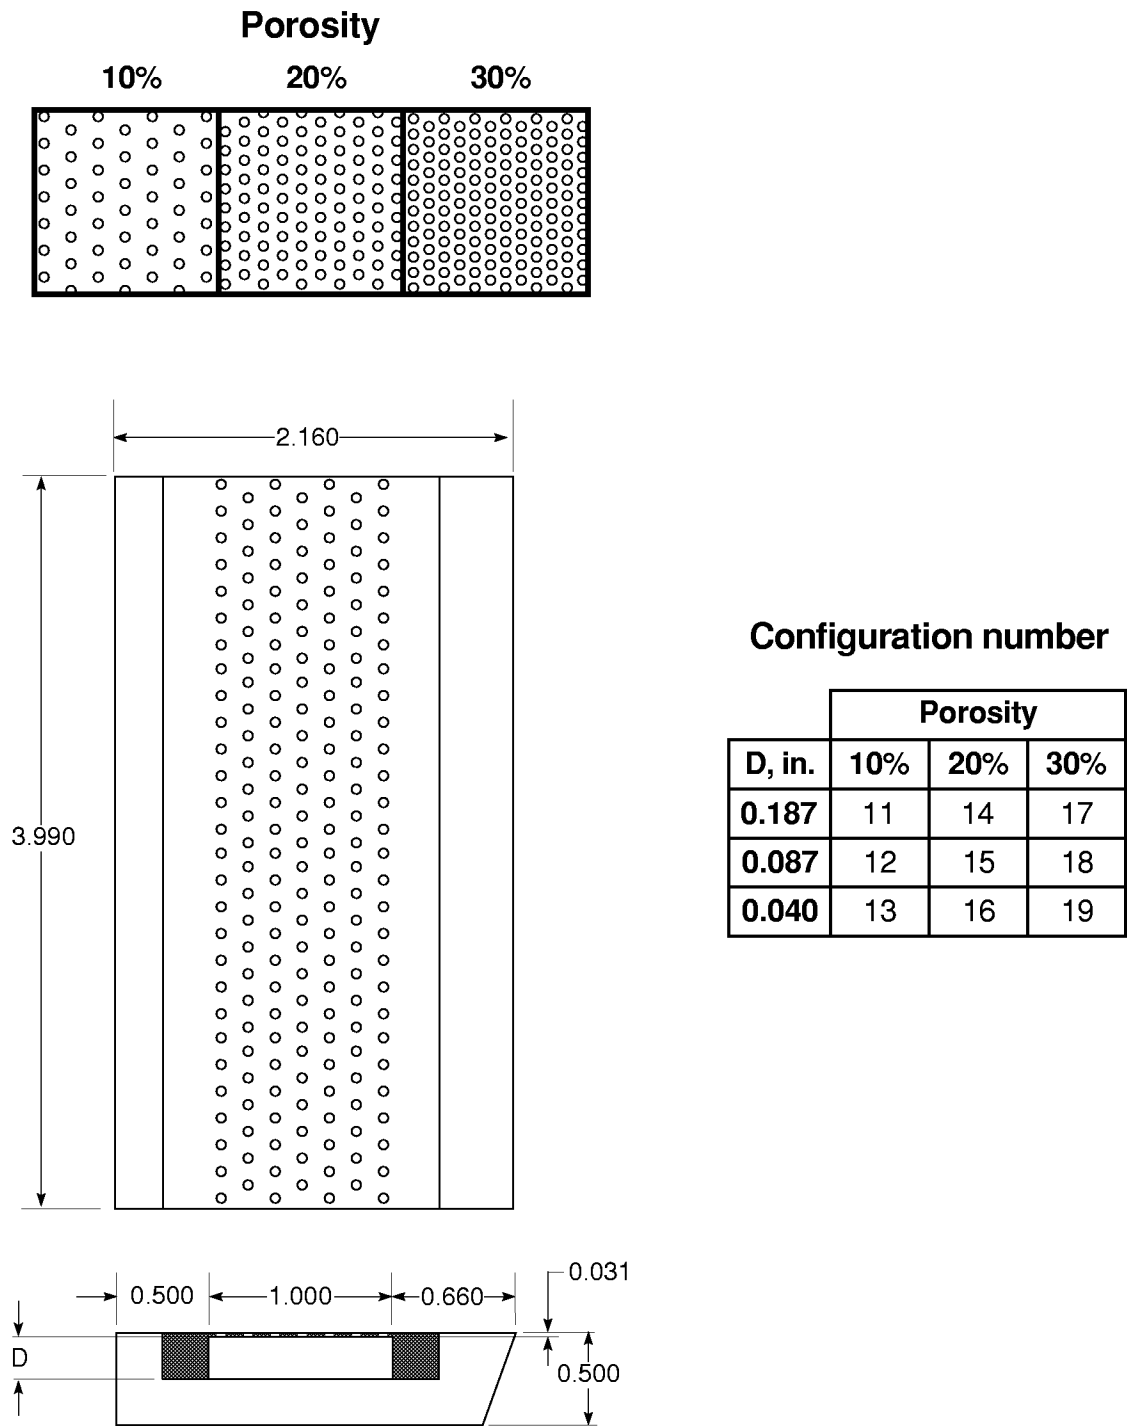 Porosity
10% 20% 30%
2.160
3.990
Configuration number
Porosity
D, in. 10% 20% 30%
0.187 11 14 17
0.087 12 15 18
0.040 13 16 19
0.031
0.500 1.000 0.660
D
0.500